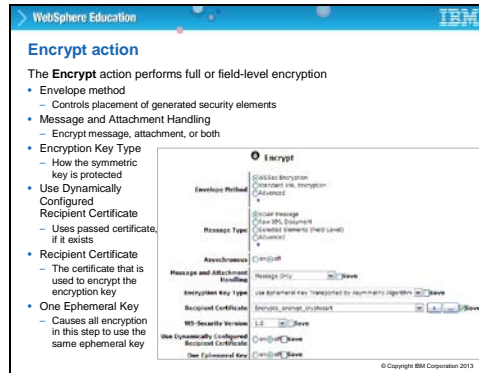 WebSphere Education
IBM
Encrypt action
The Encrypt action performs full or field-level encryption
• Envelope method
– Controls placement of generated security elements
• Message and Attachment Handling
– Encrypt message, attachment, or both
• Encryption Key Type
– How the symmetric key is protected
• Use Dynamically Configured Recipient Certificate
– Uses passed certificate, if it exists
• Recipient Certificate
– The certificate that is used to encrypt the encryption key
• One Ephemeral Key
– Causes all encryption in this step to use the same ephemeral key
Encrypt
Envelope Method
WSSec Encryption
Standard XML Encryption
Advanced
Message Type
SOAP Message
Raw XML Document
Selected Elements (Field-Level)
Advanced
Asynchronous on off
Message and Attachment Handling Message Only Save
Encryption Key Type Use Ephemeral Key Transported by Asymmetric Algorithm Save
Recipient Certificate + ... Save
WS-Security Version 1.0 Save
Use Dynamically Configured Recipient Certificate on off Save
One Ephemeral Key on off Save
© Copyright IBM Corporation 2013